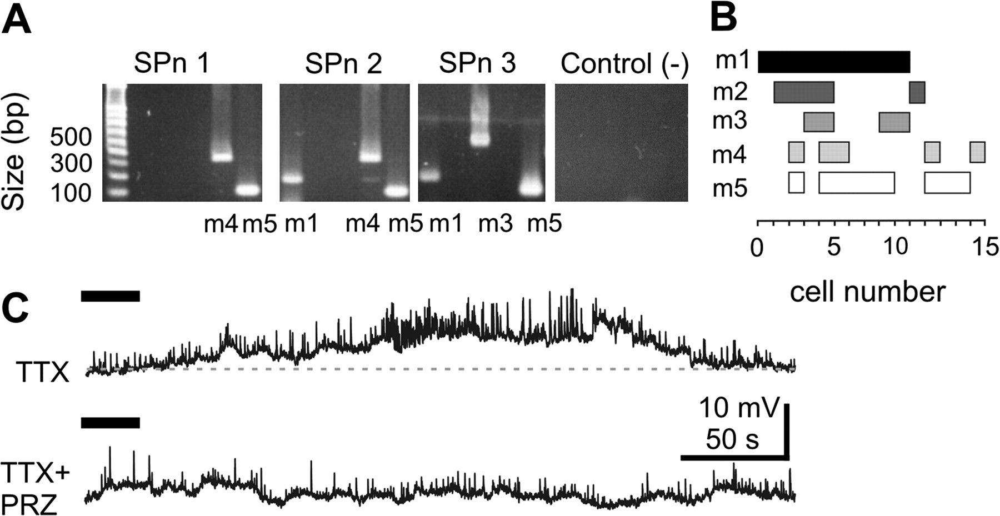 A
B
SPn 1
SPn 2
SPn 3
Control (-)
Size (bp)
500
300
100
m4 m5 m1 m4 m5 m1 m3 m5
m1
m2
m3
m4
m5
0 5 10 15
cell number
C
TTX
10 mV
50 s
TTX+
PRZ